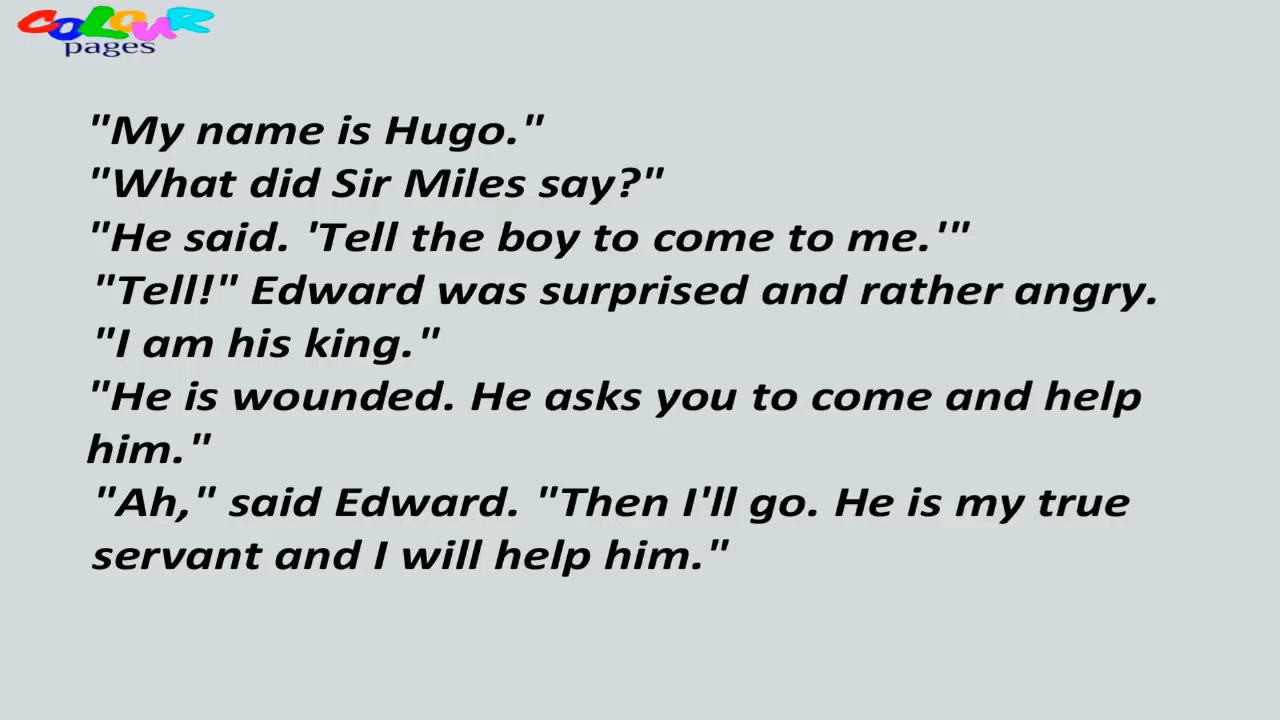 COLOUR
pages
"My name is Hugo."
"What did Sir Miles say?"
"He said. 'Tell the boy to come to me.'"
"Tell!" Edward was surprised and rather angry.
"I am his king."
"He is wounded. He asks you to come and help
him."
"Ah," said Edward. "Then I'll go. He is my true
servant and I will help him."